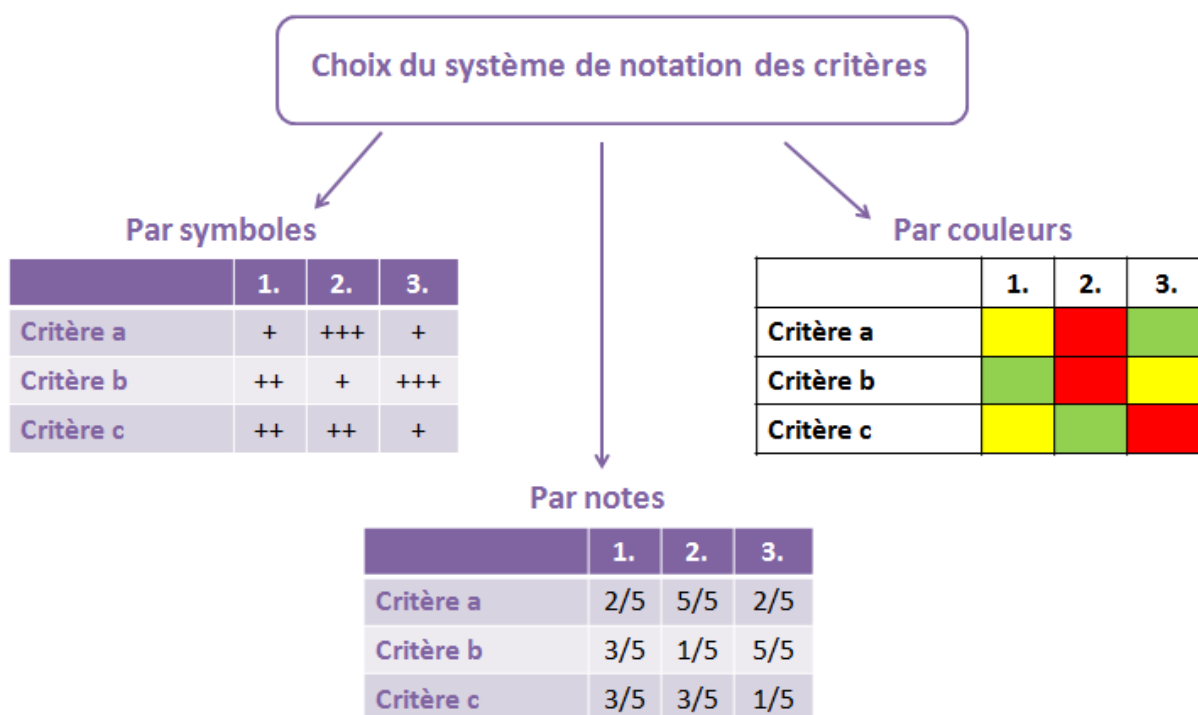 Choix du système de notation des critères
Par symboles
1. 2. 3.
Critère a + +++ +
Critère b ++ + +++
Critère c ++ ++ +
Par couleurs
1. 2. 3.
Critère a
Critère b
Critère c
Par notes
1. 2. 3.
Critère a 2/5 5/5 2/5
Critère b 3/5 1/5 5/5
Critère c 3/5 3/5 1/5